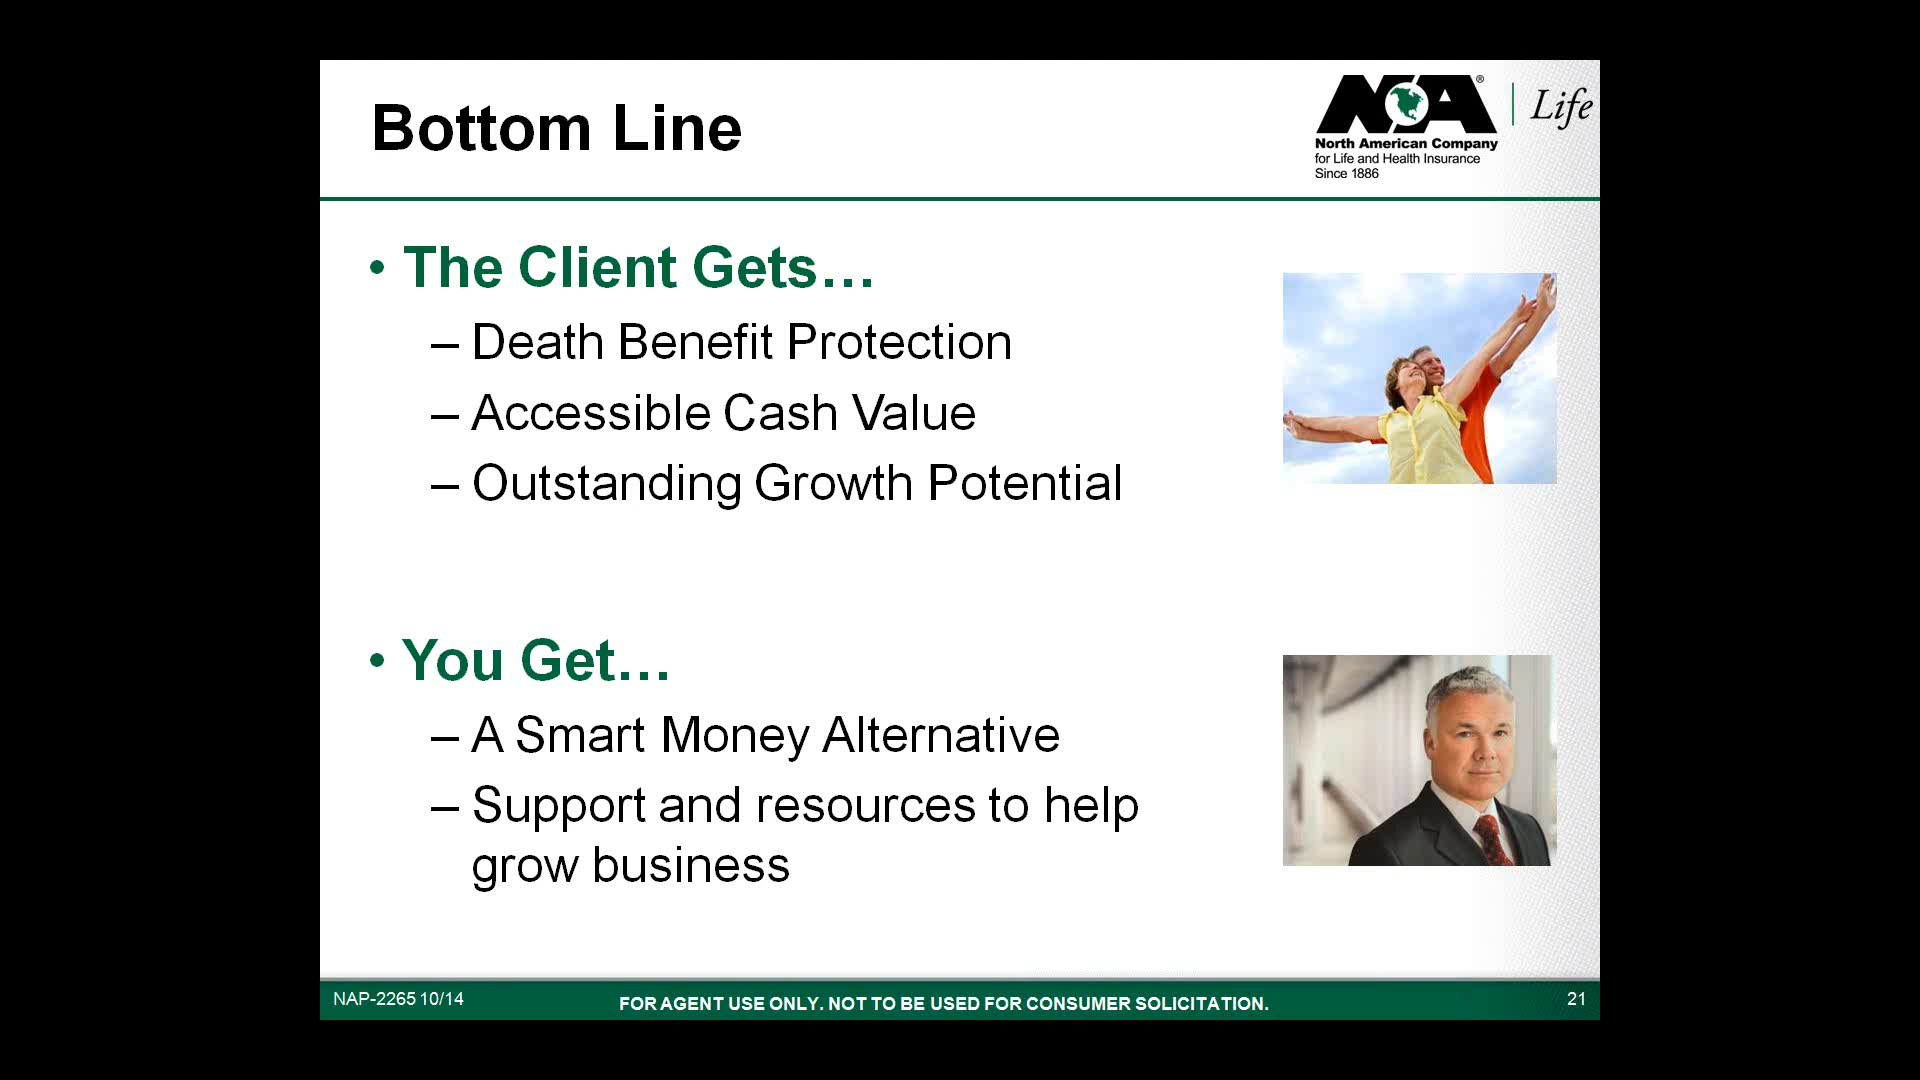 Bottom Line
NA®
Life
North American Company
for Life and Health Insurance
Since 1886
• The Client Gets…
– Death Benefit Protection
– Accessible Cash Value
– Outstanding Growth Potential
• You Get…
– A Smart Money Alternative
– Support and resources to help
grow business
NAP-2265 10/14
FOR AGENT USE ONLY. NOT TO BE USED FOR CONSUMER SOLICITATION.
21